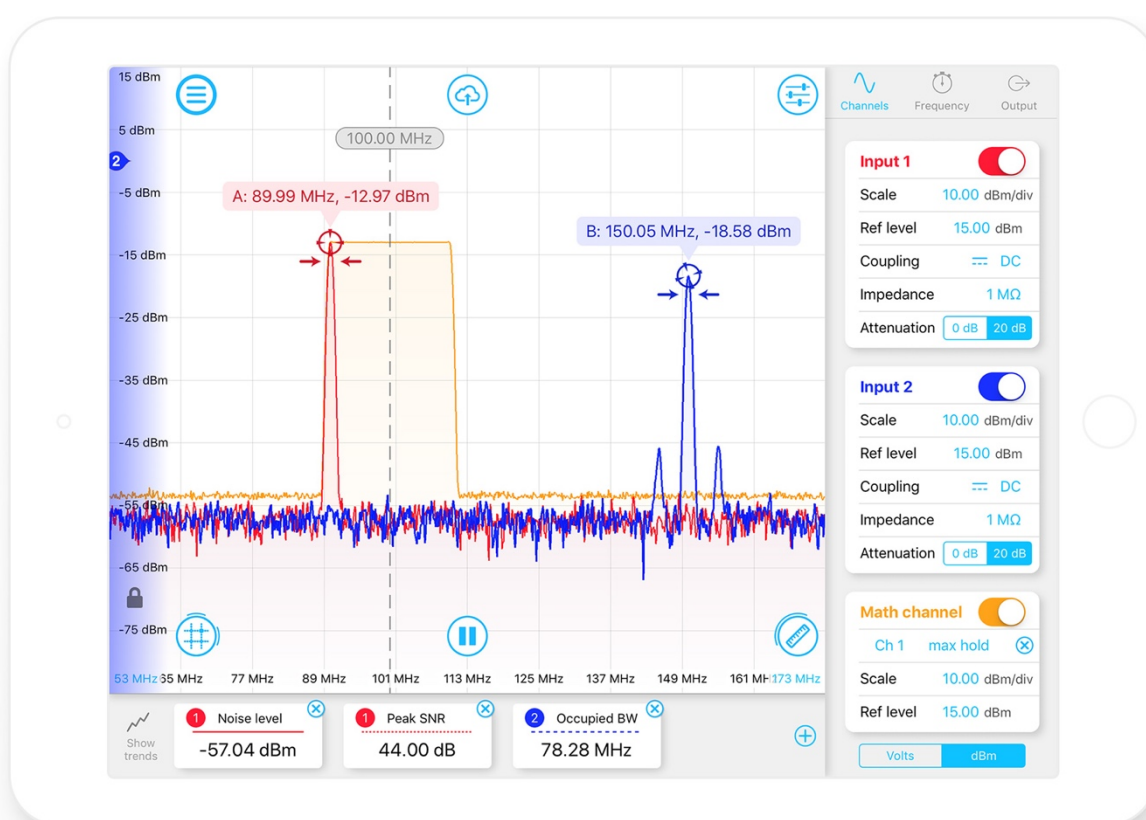 15 dBm
5 dBm
2
-5 dBm
-15 dBm
-25 dBm
-35 dBm
-45 dBm
-55 dBm
-65 dBm
-75 dBm
100.00 MHz
A: 89.99 MHz, -12.97 dBm
B: 150.05 MHz, -18.58 dBm
53 MHz 65 MHz 77 MHz 89 MHz 101 MHz 113 MHz 125 MHz 137 MHz 149 MHz 161 MH 173 MHz
Show
trends
1 Noise level
-57.04 dBm
1 Peak SNR
44.00 dB
2 Occupied BW
78.28 MHz
Channels Frequency Output
Input 1
Scale 10.00 dBm/div
Ref level 15.00 dBm
Coupling DC
Impedance 1 MΩ
Attenuation 0 dB 20 dB
Input 2
Scale 10.00 dBm/div
Ref level 15.00 dBm
Coupling DC
Impedance 1 MΩ
Attenuation 0 dB 20 dB
Math channel
Ch 1 max hold
Scale 10.00 dBm/div
Ref level 15.00 dBm
Volts dBm